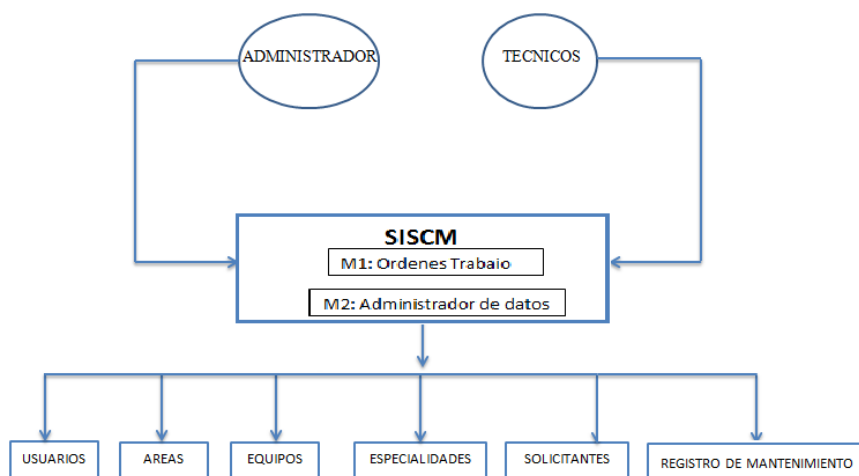 ADMINISTRADOR
TECNICOS
SISCM
M1: Ordenes Trabaio
M2: Administrador de datos
USUARIOS
AREAS
EQUIPOS
ESPECIALIDADES
SOLICITANTES
REGISTRO DE MANTENIMIENTO